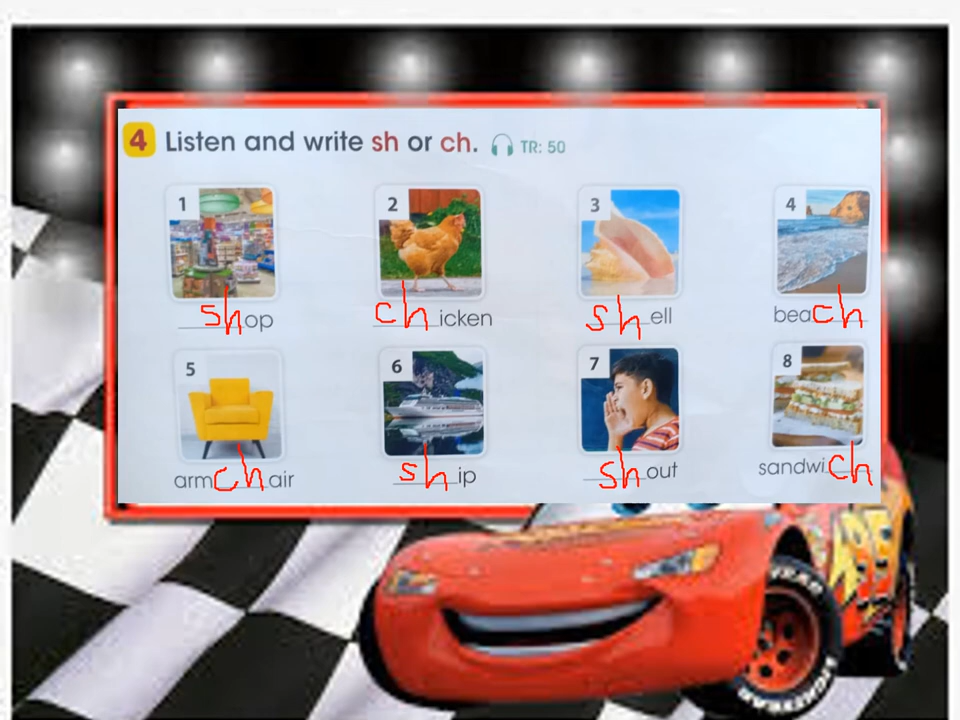 4 Listen and write sh or ch. TR: 50
1 2 3 4
shop chicken shell beach
5 6 7 8
armchair ship shout sandwich